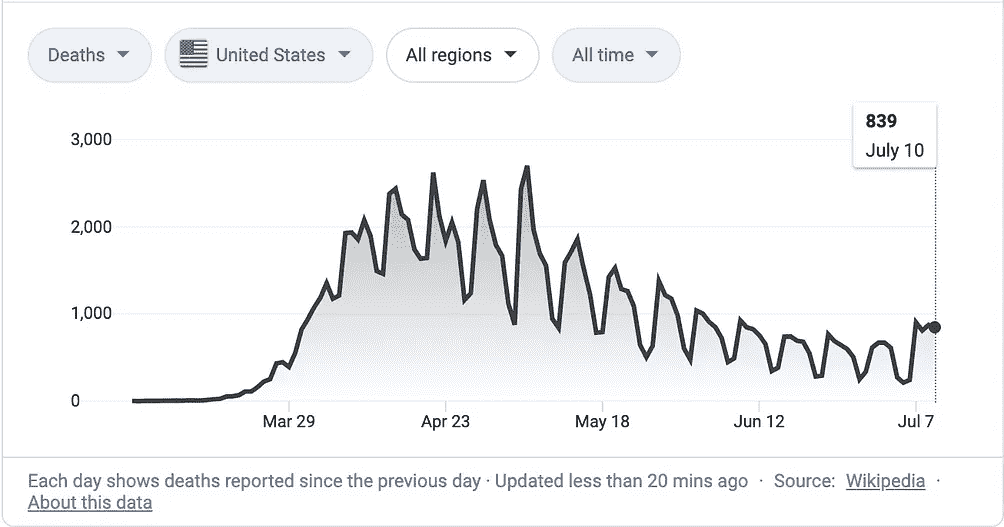 Deaths United States All regions All time
839
July 10
3,000
2,000
1,000
0
Mar 29 Apr 23 May 18 Jun 12 Jul 7
Each day shows deaths reported since the previous day · Updated less than 20 mins ago · Source: Wikipedia ·
About this data